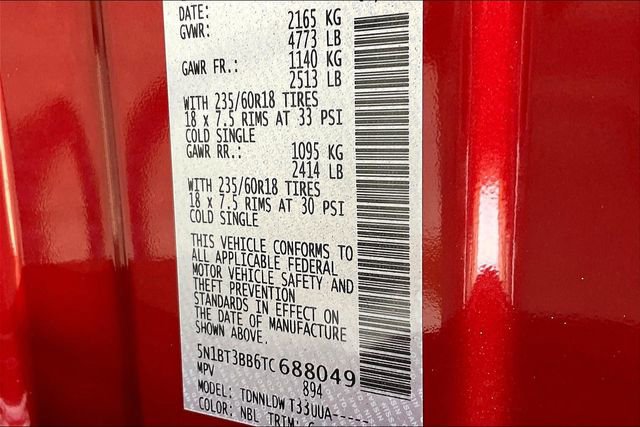 DATE:
GVWR: 2165 KG
4773 LB
GAWR FR.: 1140 KG
2513 LB
WITH 235/60R18 TIRES
18 x 7.5 RIMS AT 33 PSI
COLD SINGLE
GAWR RR.: 1095 KG
2414 LB
WITH 235/60R18 TIRES
18 x 7.5 RIMS AT 30 PSI
COLD SINGLE
THIS VEHICLE CONFORMS TO
ALL APPLICABLE FEDERAL
MOTOR VEHICLE SAFETY AND
THEFT PREVENTION
STANDARDS IN EFFECT ON
THE DATE OF MANUFACTURE
SHOWN ABOVE.
5N1BT3BB6TC688049
MPV 894
MODEL: TDNNLDW T33UUA-----
COLOR: NBL TRIM: